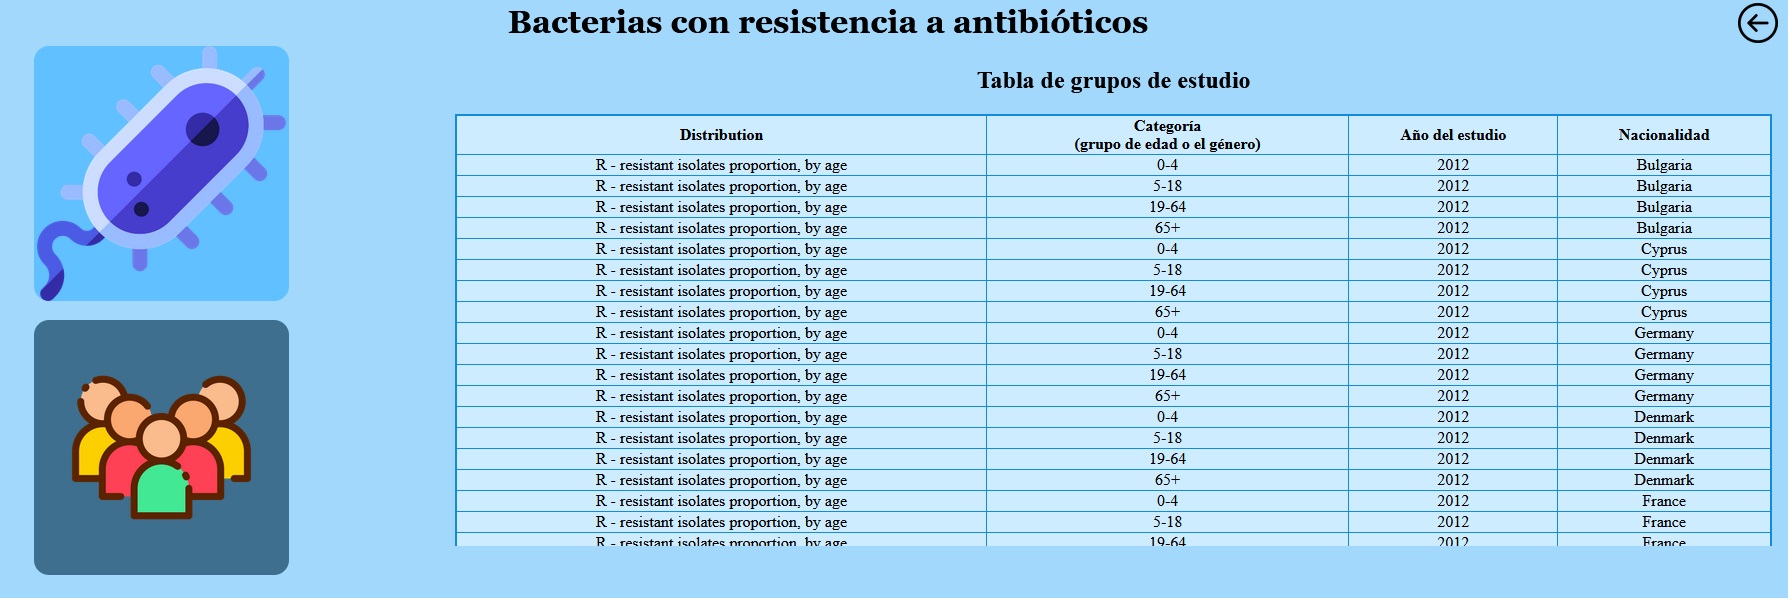 Bacterias con resistencia a antibióticos
Tabla de grupos de estudio
Distribution Categoría (grupo de edad o el género) Año del estudio Nacionalidad
R - resistant isolates proportion, by age 0-4 2012 Bulgaria
R - resistant isolates proportion, by age 5-18 2012 Bulgaria
R - resistant isolates proportion, by age 19-64 2012 Bulgaria
R - resistant isolates proportion, by age 65+ 2012 Bulgaria
R - resistant isolates proportion, by age 0-4 2012 Cyprus
R - resistant isolates proportion, by age 5-18 2012 Cyprus
R - resistant isolates proportion, by age 19-64 2012 Cyprus
R - resistant isolates proportion, by age 65+ 2012 Cyprus
R - resistant isolates proportion, by age 0-4 2012 Germany
R - resistant isolates proportion, by age 5-18 2012 Germany
R - resistant isolates proportion, by age 19-64 2012 Germany
R - resistant isolates proportion, by age 65+ 2012 Germany
R - resistant isolates proportion, by age 0-4 2012 Denmark
R - resistant isolates proportion, by age 5-18 2012 Denmark
R - resistant isolates proportion, by age 19-64 2012 Denmark
R - resistant isolates proportion, by age 65+ 2012 Denmark
R - resistant isolates proportion, by age 0-4 2012 France
R - resistant isolates proportion, by age 5-18 2012 France
R - resistant isolates proportion, by age 19-64 2012 France